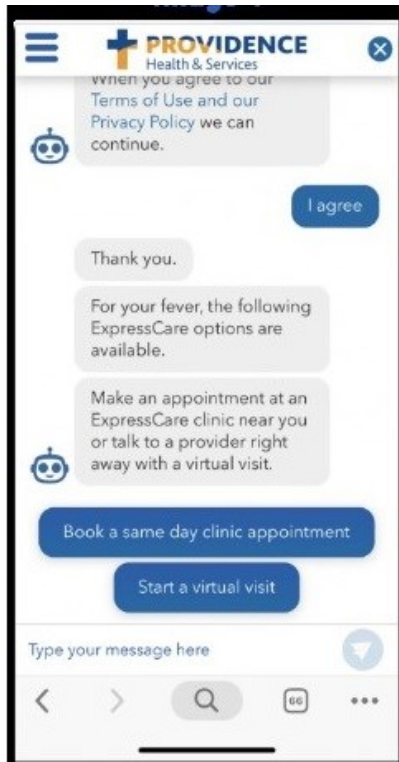 PROVIDENCE
Health & Services
When you agree to our
Terms of Use and our
Privacy Policy we can
continue.
I agree
Thank you.
For your fever, the following
ExpressCare options are
available.
Make an appointment at an
ExpressCare clinic near you
or talk to a provider right
away with a virtual visit.
Book a same day clinic appointment
Start a virtual visit
Type your message here
66